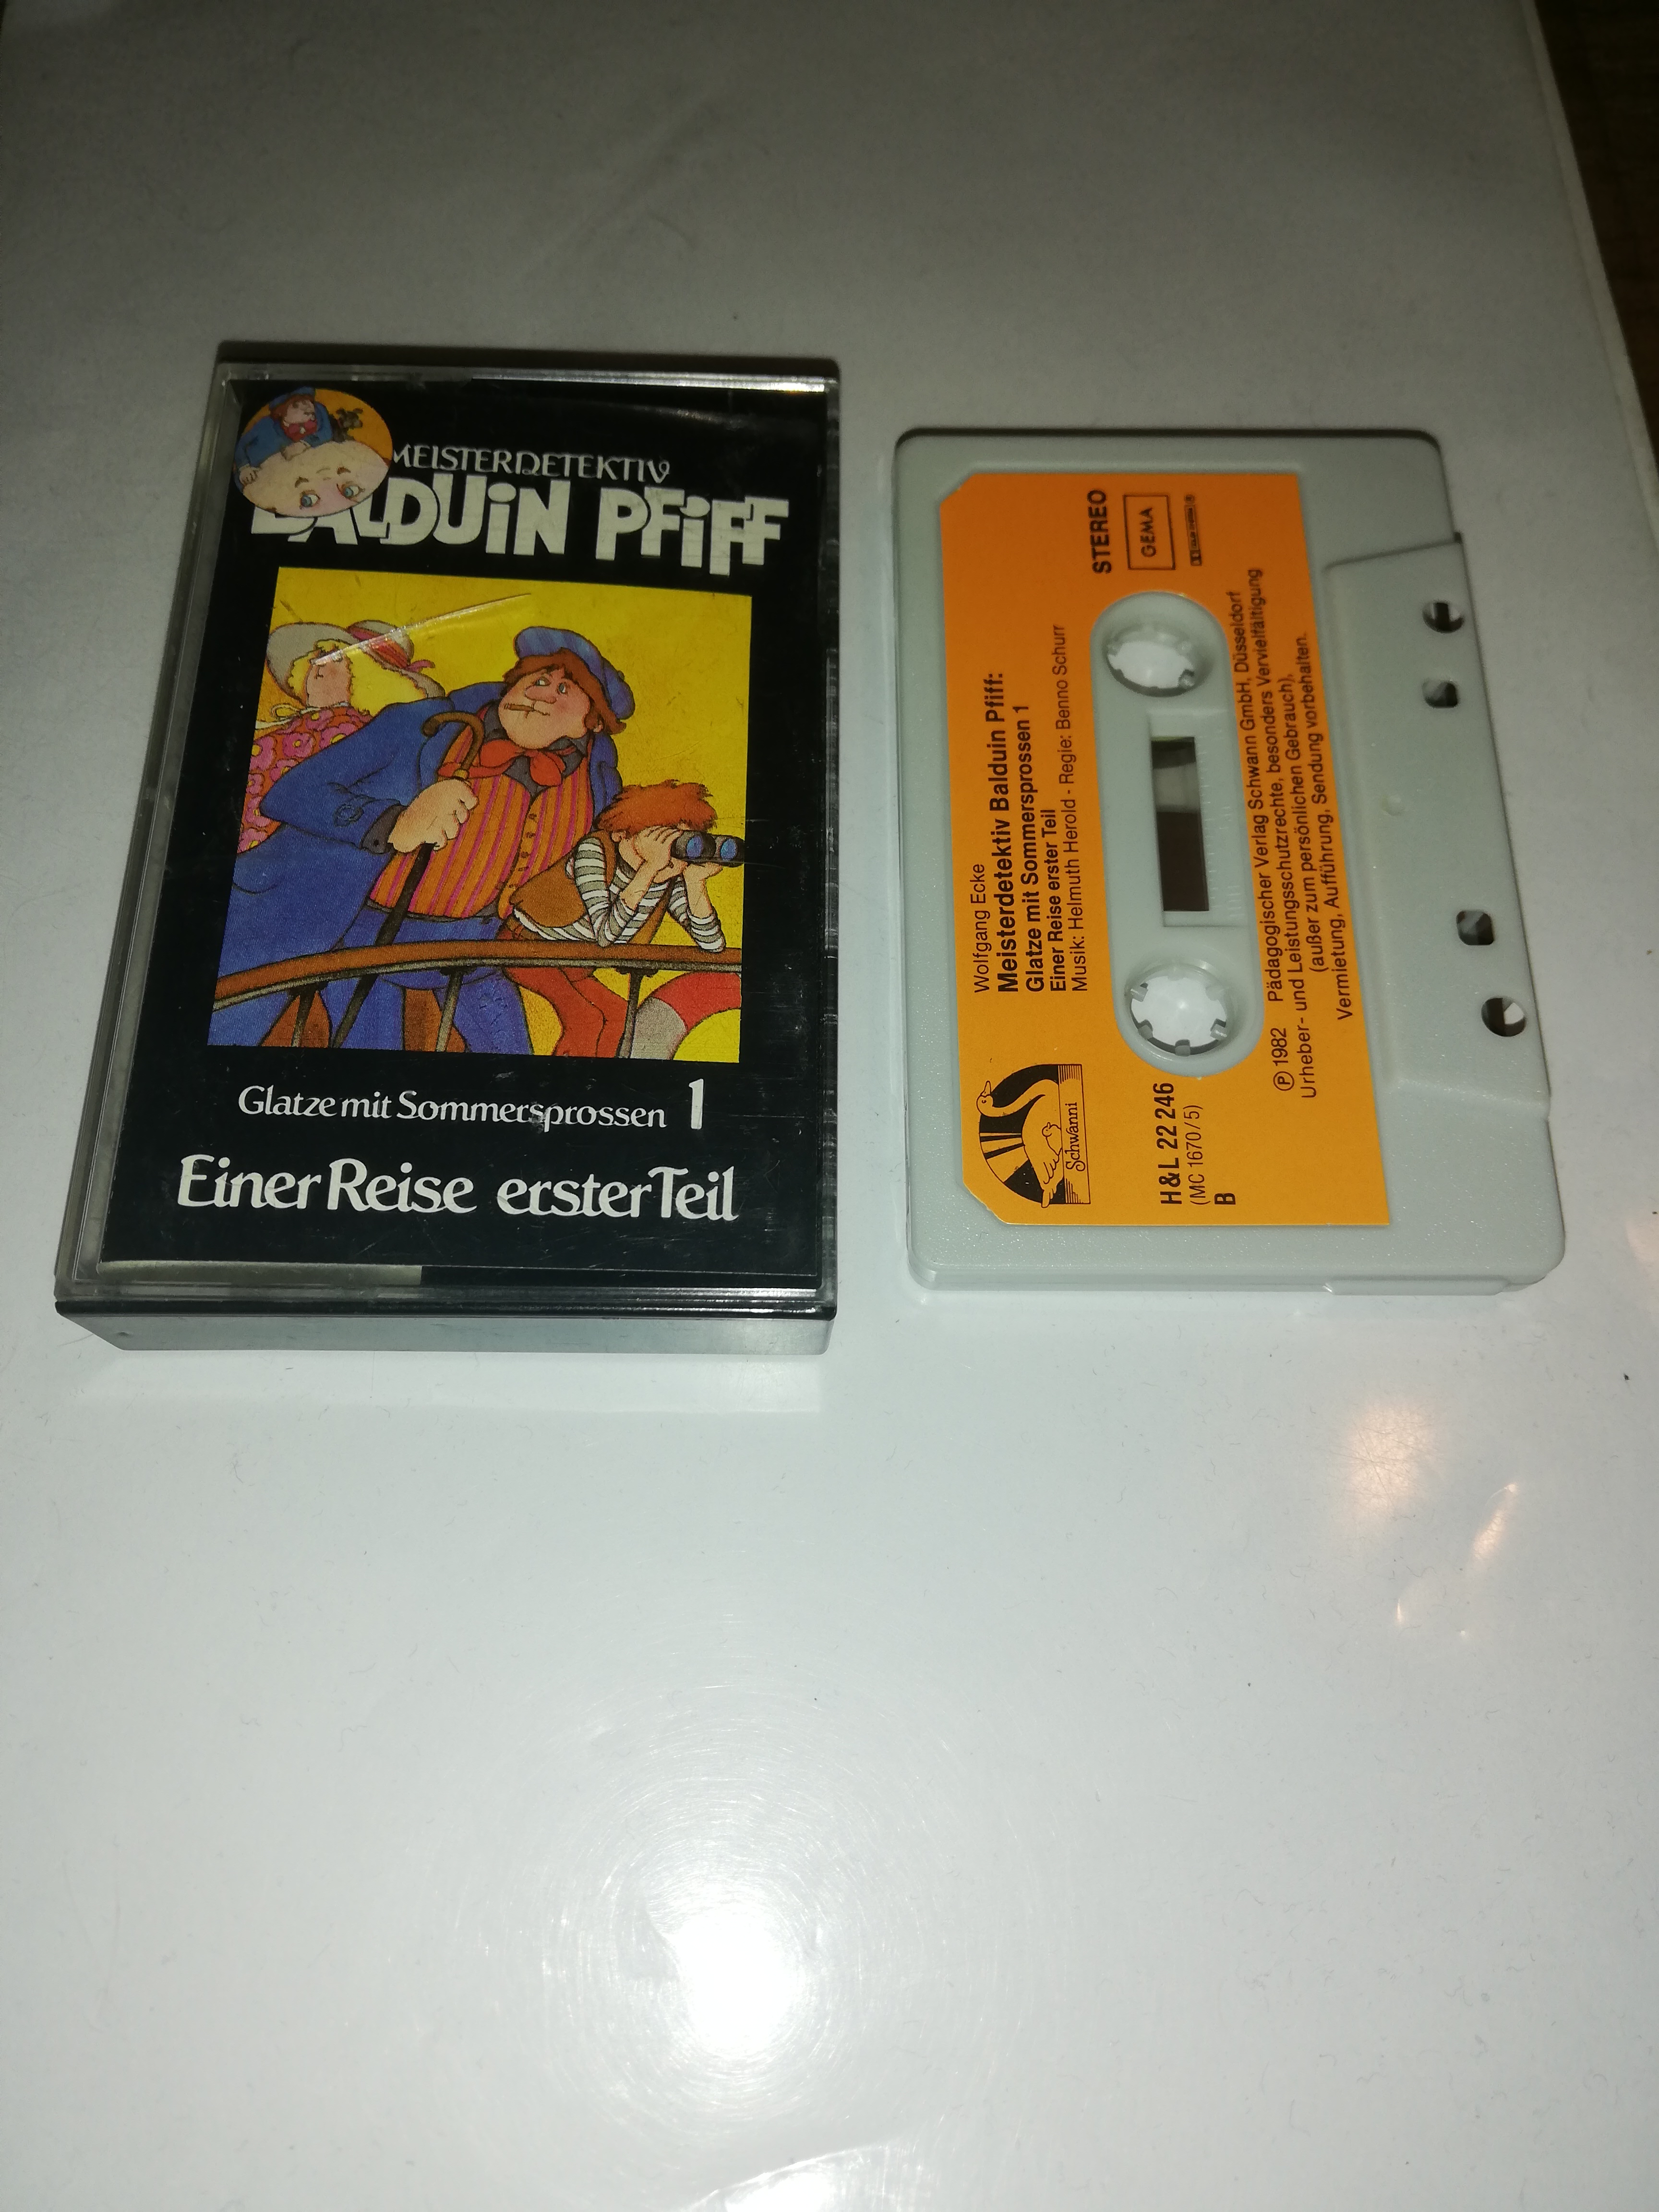 MEISTERDETEKTIV
BALDUiN PFiFF
Glatze mit Sommersprossen 1
Einer Reise erster Teil
Wolfgang Ecke
Meisterdetektiv Balduin Pfiff:
Glatze mit Sommersprossen 1
Einer Reise erster Teil
Musik: Helmuth Herold - Regie: Benno Schurr
STEREO
GEMA
Schwanni
H&L 22 246
(MC 1670/5)
B
Ⓟ 1982 Pädagogischer Verlag Schwann GmbH, Düsseldorf
Urheber- und Leistungsschutzrechte, besonders Vervielfältigung
(außer zum persönlichen Gebrauch),
Vermietung, Aufführung, Sendung vorbehalten.